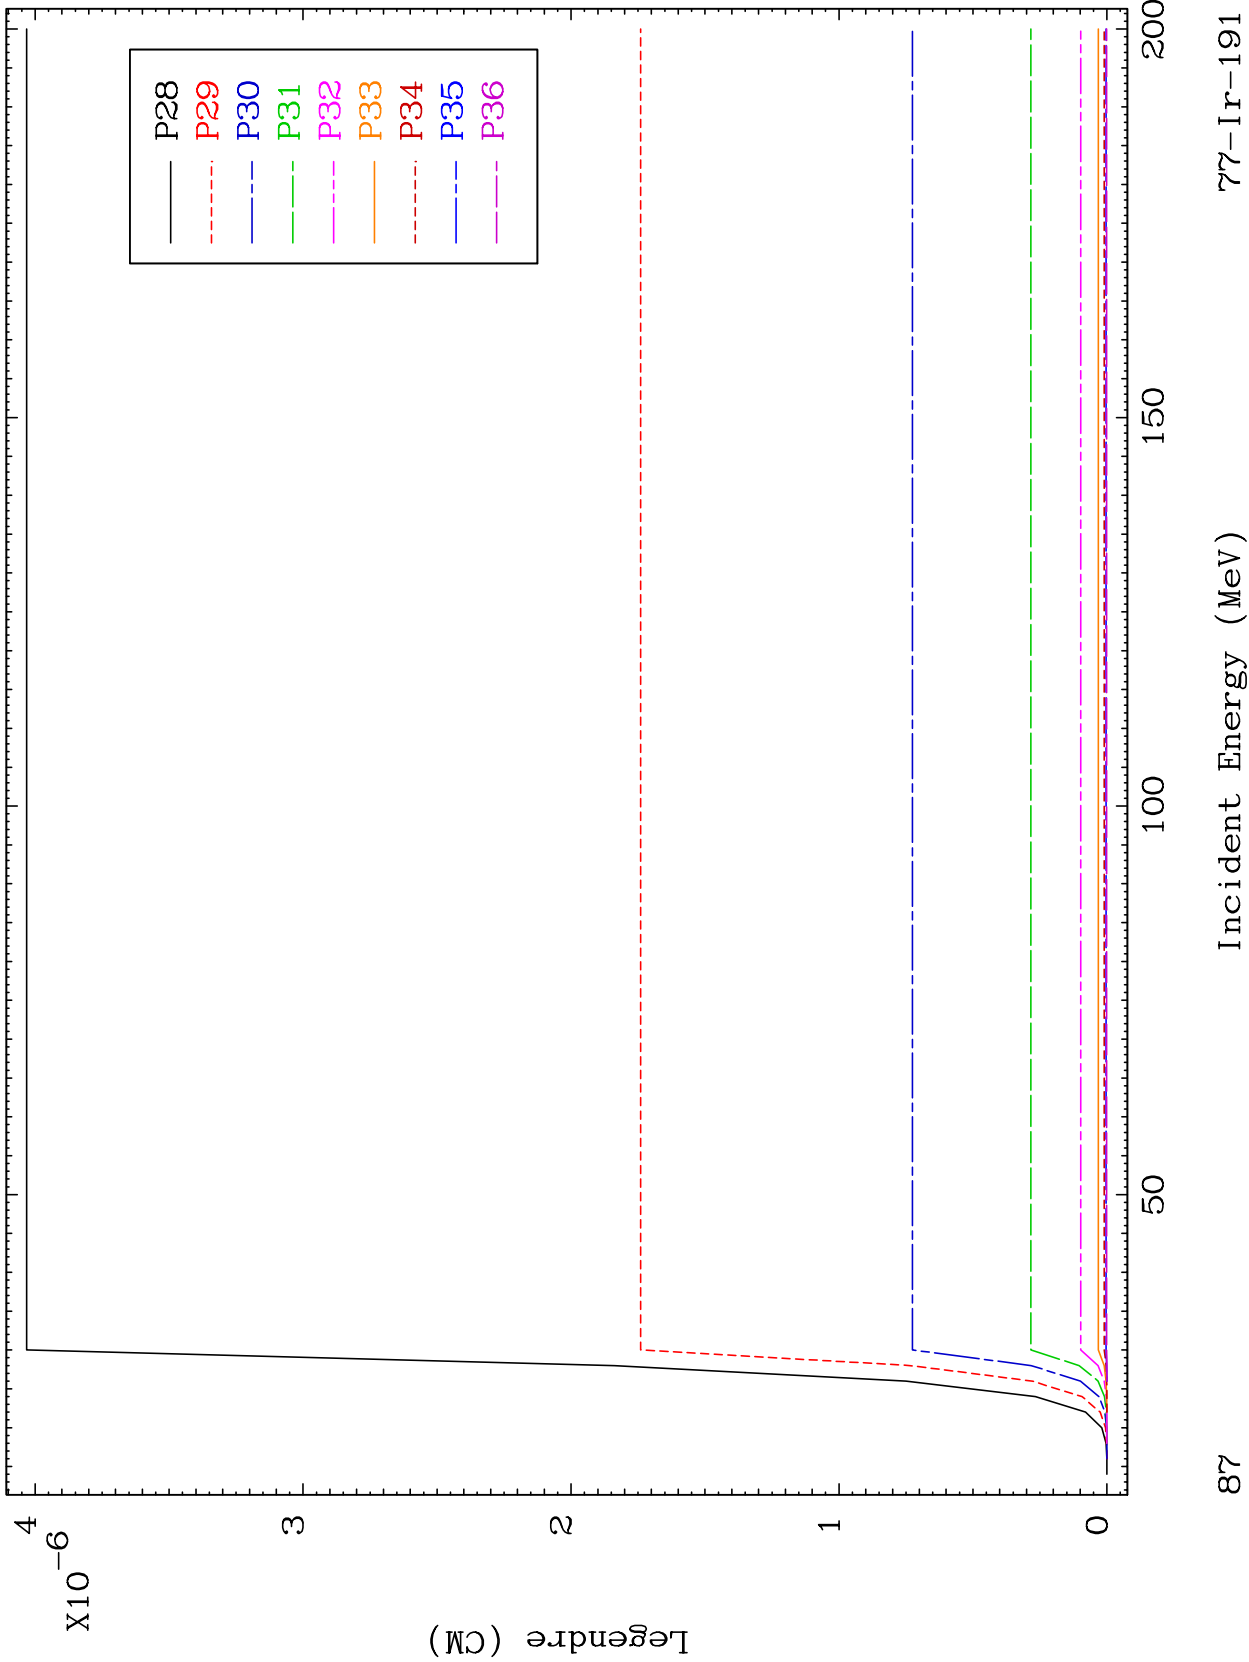 X10-6
4
3
2
1
0
Legendre (CM)
P28
P29
P30
P31
P32
P33
P34
P35
P36
50
100
150
200
Incident Energy (MeV)
87
77-Ir-191